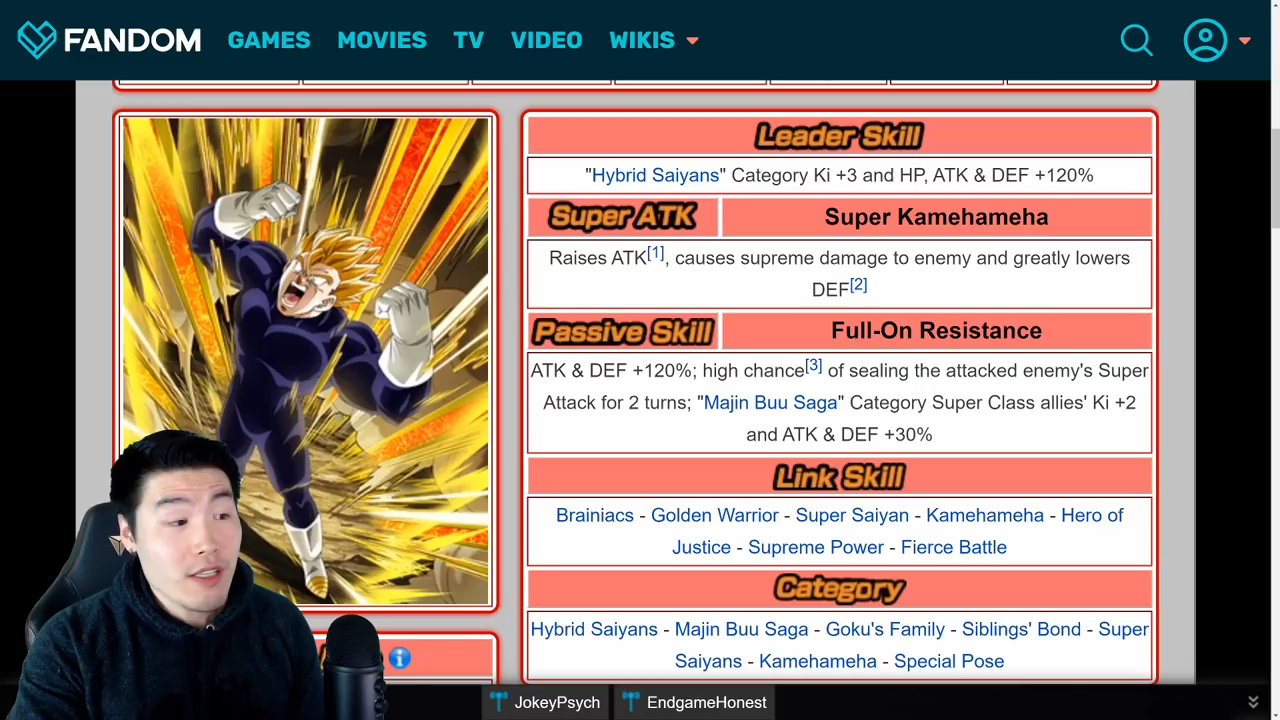 FANDOM GAMES MOVIES TV VIDEO WIKIS
Leader Skill
"Hybrid Saiyans" Category Ki +3 and HP, ATK & DEF +120%
Super ATK Super Kamehameha
Raises ATK[1], causes supreme damage to enemy and greatly lowers
DEF[2]
Passive Skill Full-On Resistance
ATK & DEF +120%; high chance[3] of sealing the attacked enemy's Super
Attack for 2 turns; "Majin Buu Saga" Category Super Class allies' Ki +2
and ATK & DEF +30%
Link Skill
Brainiacs - Golden Warrior - Super Saiyan - Kamehameha - Hero of
Justice - Supreme Power - Fierce Battle
Category
Hybrid Saiyans - Majin Buu Saga - Goku's Family - Siblings' Bond - Super
Saiyans - Kamehameha - Special Pose
JokeyPsych EndgameHonest